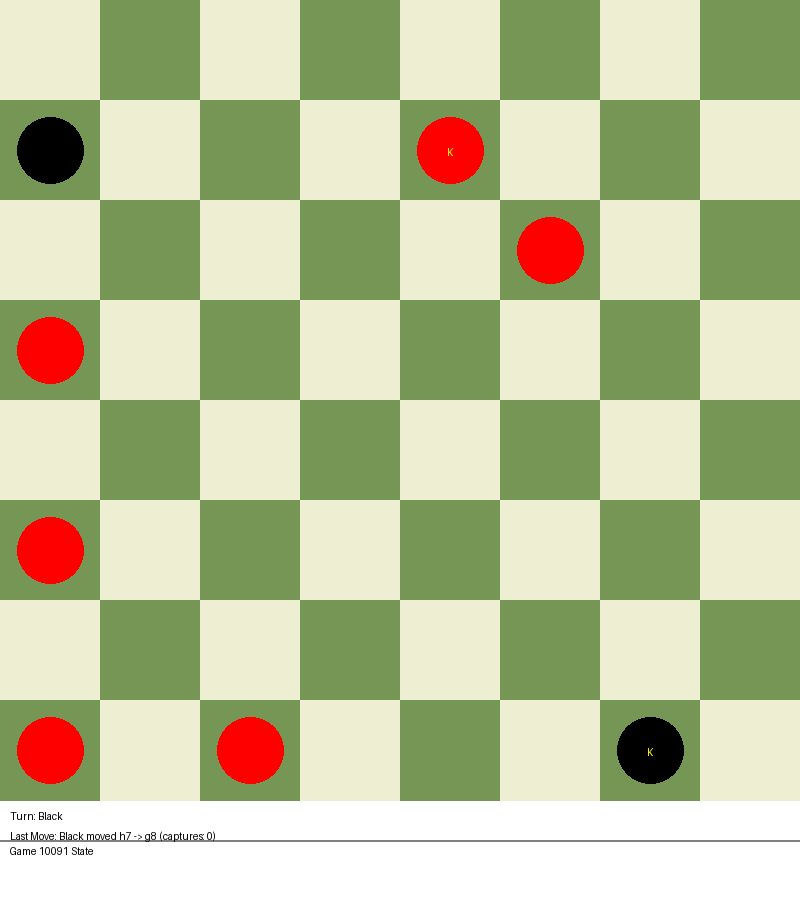 K
K
Turn: Black
Last Move: Black moved h7 -> g8 (captures: 0)
Game 10091 State